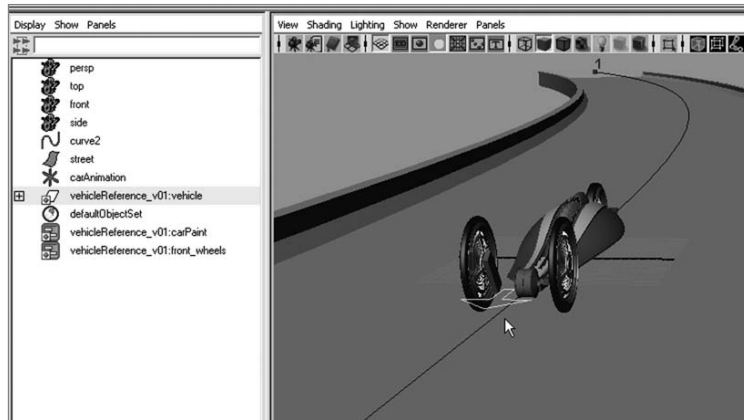 Display Show Panels
View Shading Lighting Show Renderer Panels
persp
top
front
side
curve2
street
carAnimation
vehicleReference_v01:vehicle
defaultObjectSet
vehicleReference_v01:carPaint
vehicleReference_v01:front_wheels
1